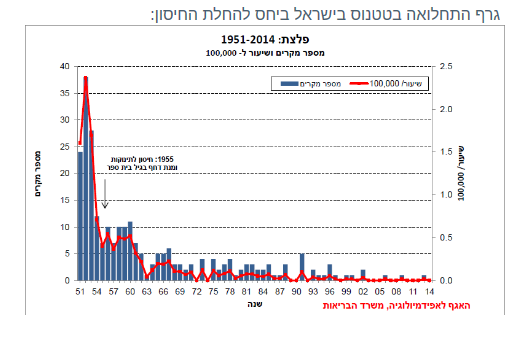 גרף התחלואה בטטנוס בישראל ביחס להחלת החיסון:
פלצת: 1951-2014
מספר מקרים ושיעור ל- 100,000
מספר מקרים
שיעור/ 100,000
40
35
30
25
20
15
10
5
0
מספר מקרים
1955: חיסון לתינוקות
ומנת דחף בגיל בית ספר
2.5
2.0
1.5
1.0
0.5
0.0
שיעור/ 100,000
51 54 57 60 63 66 69 72 75 78 81 84 87 90 93 96 99 02 05 08 11 14
שנה
האגף לאפידמיולוגיה, משרד הבריאות